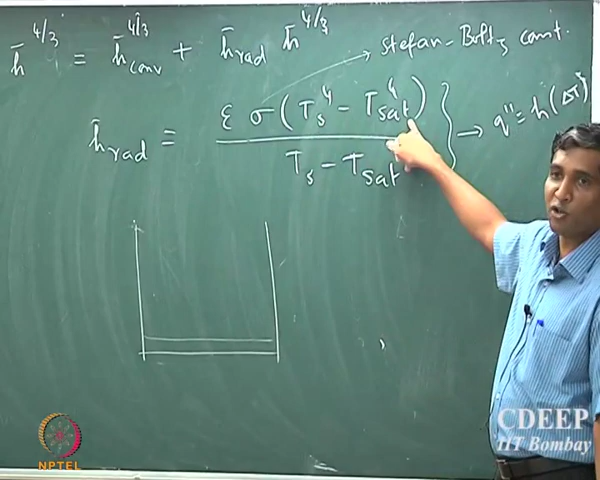 h̄^4/3 = h̄conv^4/3 + h̄rad h̄^4/3
stefan-Boltz const.
h̄rad = ε σ (Ts^4 - Tsat^4) / Ts - Tsat → q'' = h (ΔT)
CDEEP
IIT Bombay
NPTEL